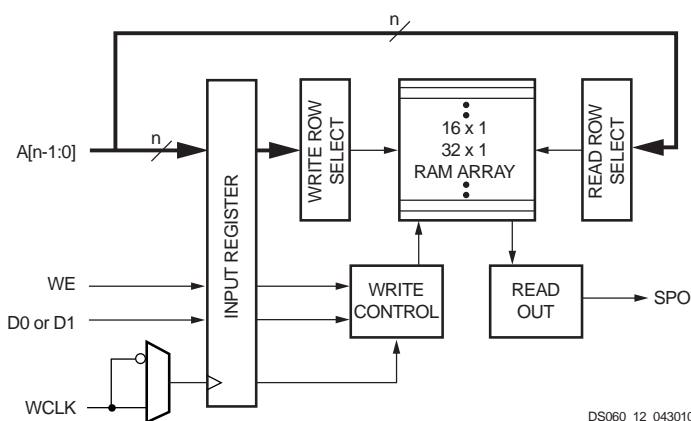 n
A[n-1:0]
n
INPUT REGISTER
WRITE ROW
SELECT
16 x 1
32 x 1
RAM ARRAY
READ ROW
SELECT
WE
D0 or D1
WRITE
CONTROL
READ
OUT
SPO
WCLK
DS060_12_043010